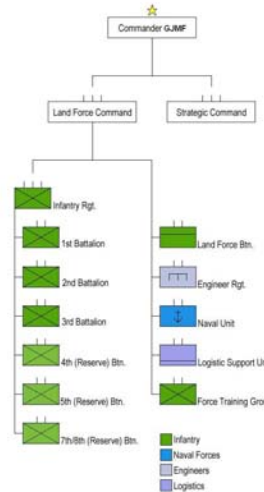 Commander GJMF
Land Force Command
Strategic Command
Infantry Rgt.
1st Battalion
2nd Battalion
3rd Battalion
4th (Reserve) Btn.
5th (Reserve) Btn.
7th/8th (Reserve) Btn.
Land Force Btn.
Engineer Rgt.
Naval Unit
Logistic Support Un
Force Training Grou
Infantry
Naval Forces
Engineers
Logistics